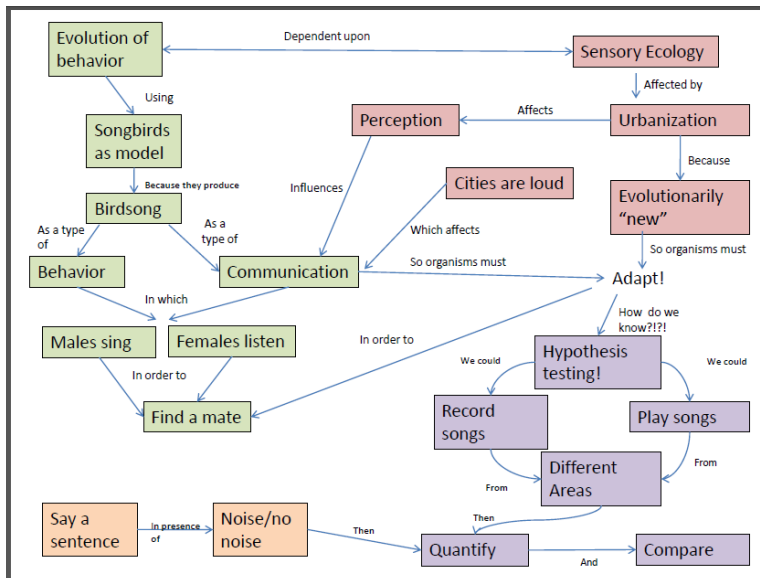 Evolution of
behavior
Dependent upon
Sensory Ecology
Using
Affected by
Songbirds
as model
Perception
Affects
Urbanization
Because they produce
Influences
Because
Birdsong
Cities are loud
Evolutionarily
“new”
As a type
of
As a
type of
Which affects
So organisms must
Behavior
Communication
So organisms must
Adapt!
In which
How do we
know?!?!
Males sing
Females listen
In order to
We could
Hypothesis
testing!
We could
In order to
Find a mate
Record
songs
Play songs
From
Different
Areas
From
Say a
sentence
In presence
of
Noise/no
noise
Then
Then
Quantify
And
Compare